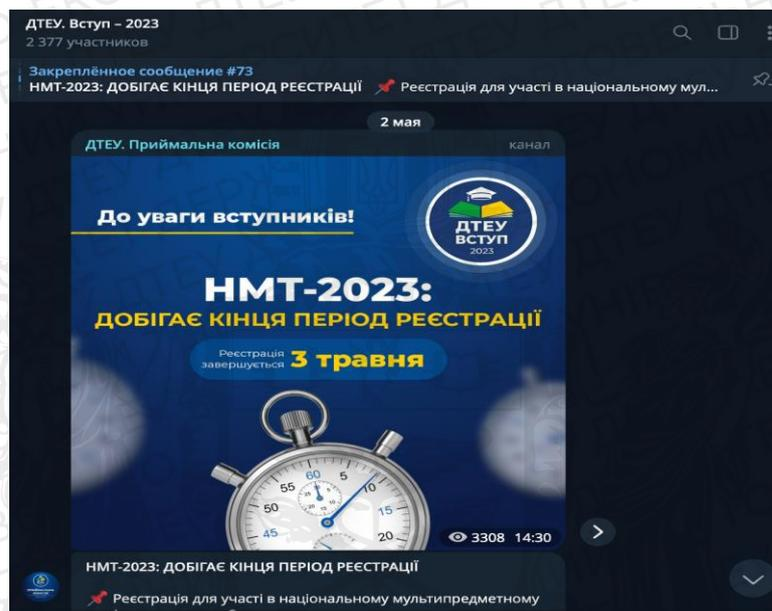 ДТЕУ. Вступ – 2023
2 377 участников
Закреплённое сообщение #73
НМТ-2023: ДОБІГАЄ КІНЦЯ ПЕРІОД РЕЄСТРАЦІЇ 📌 Реєстрація для участі в національному мул...
2 мая
ДТЕУ. Приймальна комісія канал
До уваги вступників!
ДТЕУ
ВСТУП
2023
НМТ-2023:
ДОБІГАЄ КІНЦЯ ПЕРІОД РЕЄСТРАЦІЇ
Реєстрація
завершується 3 травня
60
55 5
50 10
45 15
20
3308 14:30
НМТ-2023: ДОБІГАЄ КІНЦЯ ПЕРІОД РЕЄСТРАЦІЇ
📌 Реєстрація для участі в національному мультипредметному